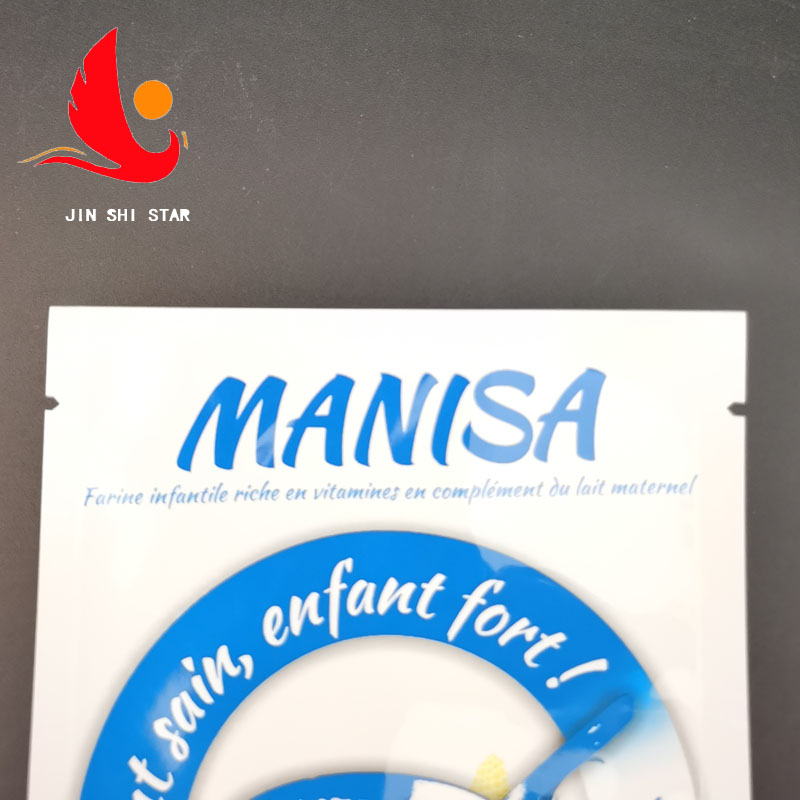 JIN SHI STAR
MANISA
Farine infantile riche en vitamines en complément du lait maternel
sain, enfant fort !